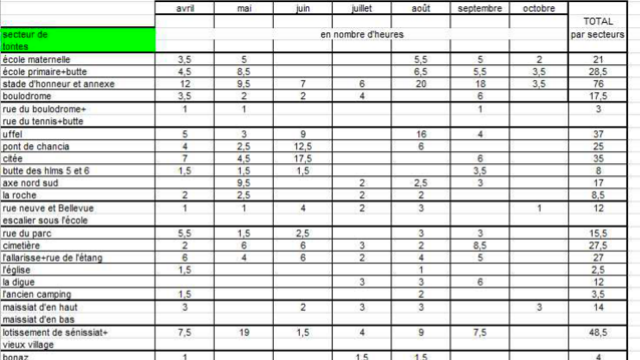 avril mai juin juillet août septembre octobre
TOTAL
secteur de en nombre d'heures par secteurs
tontes
école maternelle 3,5 5 5,5 5 2 21
école primaire+butte 4,5 8,5 6,5 5,5 3,5 28,5
stade d'honneur et annexe 12 9,5 7 6 20 18 3,5 76
boulodrome 3,5 2 2 4 6 17,5
rue du boulodrome+ 1 1 1 3
rue du tennis+butte
uffel 5 3 9 16 4 37
pont de chancia 4 2,5 12,5 6 25
citée 7 4,5 17,5 6 35
butte des hlms 5 et 6 1,5 1,5 1,5 3,5 8
axe nord sud 9,5 2 2,5 3 17
la roche 2 2,5 2 2 8,5
rue neuve et Bellevue 1 1 4 2 3 1 12
escalier sous l'école
rue du parc 5,5 1,5 2,5 3 3 15,5
cimetière 2 6 6 3 2 8,5 27,5
l'allarisse+rue de l'étang 6 4 6 2 4 5 27
l'église 1,5 1 2,5
la digue 3 3 6 12
l'ancien camping 1,5 2 3,5
maissiat d'en haut 3 2 3 3 3 14
maissiat d'en bas
lotissement de sénissiat+ 7,5 19 1,5 4 9 7,5 48,5
vieux village
bonaz 1 1,5 1,5 4